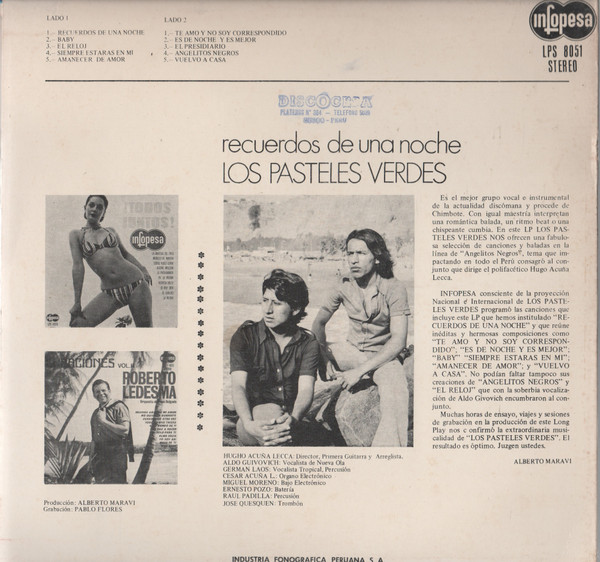 LADO 1
1.- RECUERDOS DE UNA NOCHE
2.- BABY
3.- EL RELOJ
4.- SIEMPRE ESTARAS EN MI
5.- AMANECER DE AMOR
LADO 2
1.- TE AMO Y NO SOY CORRESPONDIDO
2.- ES DE NOCHE Y ES MEJOR
3.- EL PRESIDIARIO
4.- ANGELITOS NEGROS
5.- VUELVO A CASA
infopesa
LPS 8051
STEREO
DISCOCINA
recuerdos de una noche
LOS PASTELES VERDES
¡TODOS
JUNTOS!
infopesa
VOL.
ROBERTO
LEDESMA
Producción: ALBERTO MARAVI
Grabación: PABLO FLORES
HUGHO ACUÑA LECCA: Director, Primera Guitarra y Arreglista,
ALDO GUIVOVICH: Vocalista de Nueva Ola
GERMAN LAOS: Vocalista Tropical, Percusión
CESAR ACUÑA L.: Organo Electrónico
MIGUEL MORENO: Bajo Electrónico
ERNESTO POZO: Batería
RAUL PADILLA: Percusión
JOSE QUESQUEN: Trombón
Es el mejor grupo vocal e instrumental
de la actualidad discómana y procede de
Chimbote. Con igual maestría interpretan
una romántica balada, un ritmo beat o una
chispeante cumbia. En este LP LOS PAS-
TELES VERDES NOS ofrecen una fabulo-
sa selección de canciones y baladas en la
línea de "Angelitos Negros", tema que im-
pactando en todo el Perú consagró al conju-
nto que dirige el polifacético Hugo Acuña
Lecca.
INFOPESA consciente de la proyección
Nacional é Internacional de LOS PASTE-
LES VERDES programó las canciones que
incluye este LP que hemos institulado "RE-
CUERDOS DE UNA NOCHE" y que reúne
inéditas y hermosas composiciones como
"TE AMO Y NO SOY CORRESPON-
DIDO", "ES DE NOCHE Y ES MEJOR";
"BABY" "SIEMPRE ESTARAS EN MI";
"AMANECER DE AMOR"; y "VUELVO
A CASA". No podían faltar tampoco sus
creaciones de "ANGELITOS NEGROS" y
"EL RELOJ" que con la soberbia vocaliza-
ción de Aldo Givovich encumbraron al con-
junto.
Muchas horas de ensayo, viajes y sesiones
de grabación en la producción de este Long
Play nos c onfirmó la extraordinaria musi-
calidad de "LOS PASTELES VERDES". El
resultado es óptimo. Juzgen ustedes.
ALBERTO MARAVI
INDUSTRIA FONOGRAFICA PERUANA S. A.